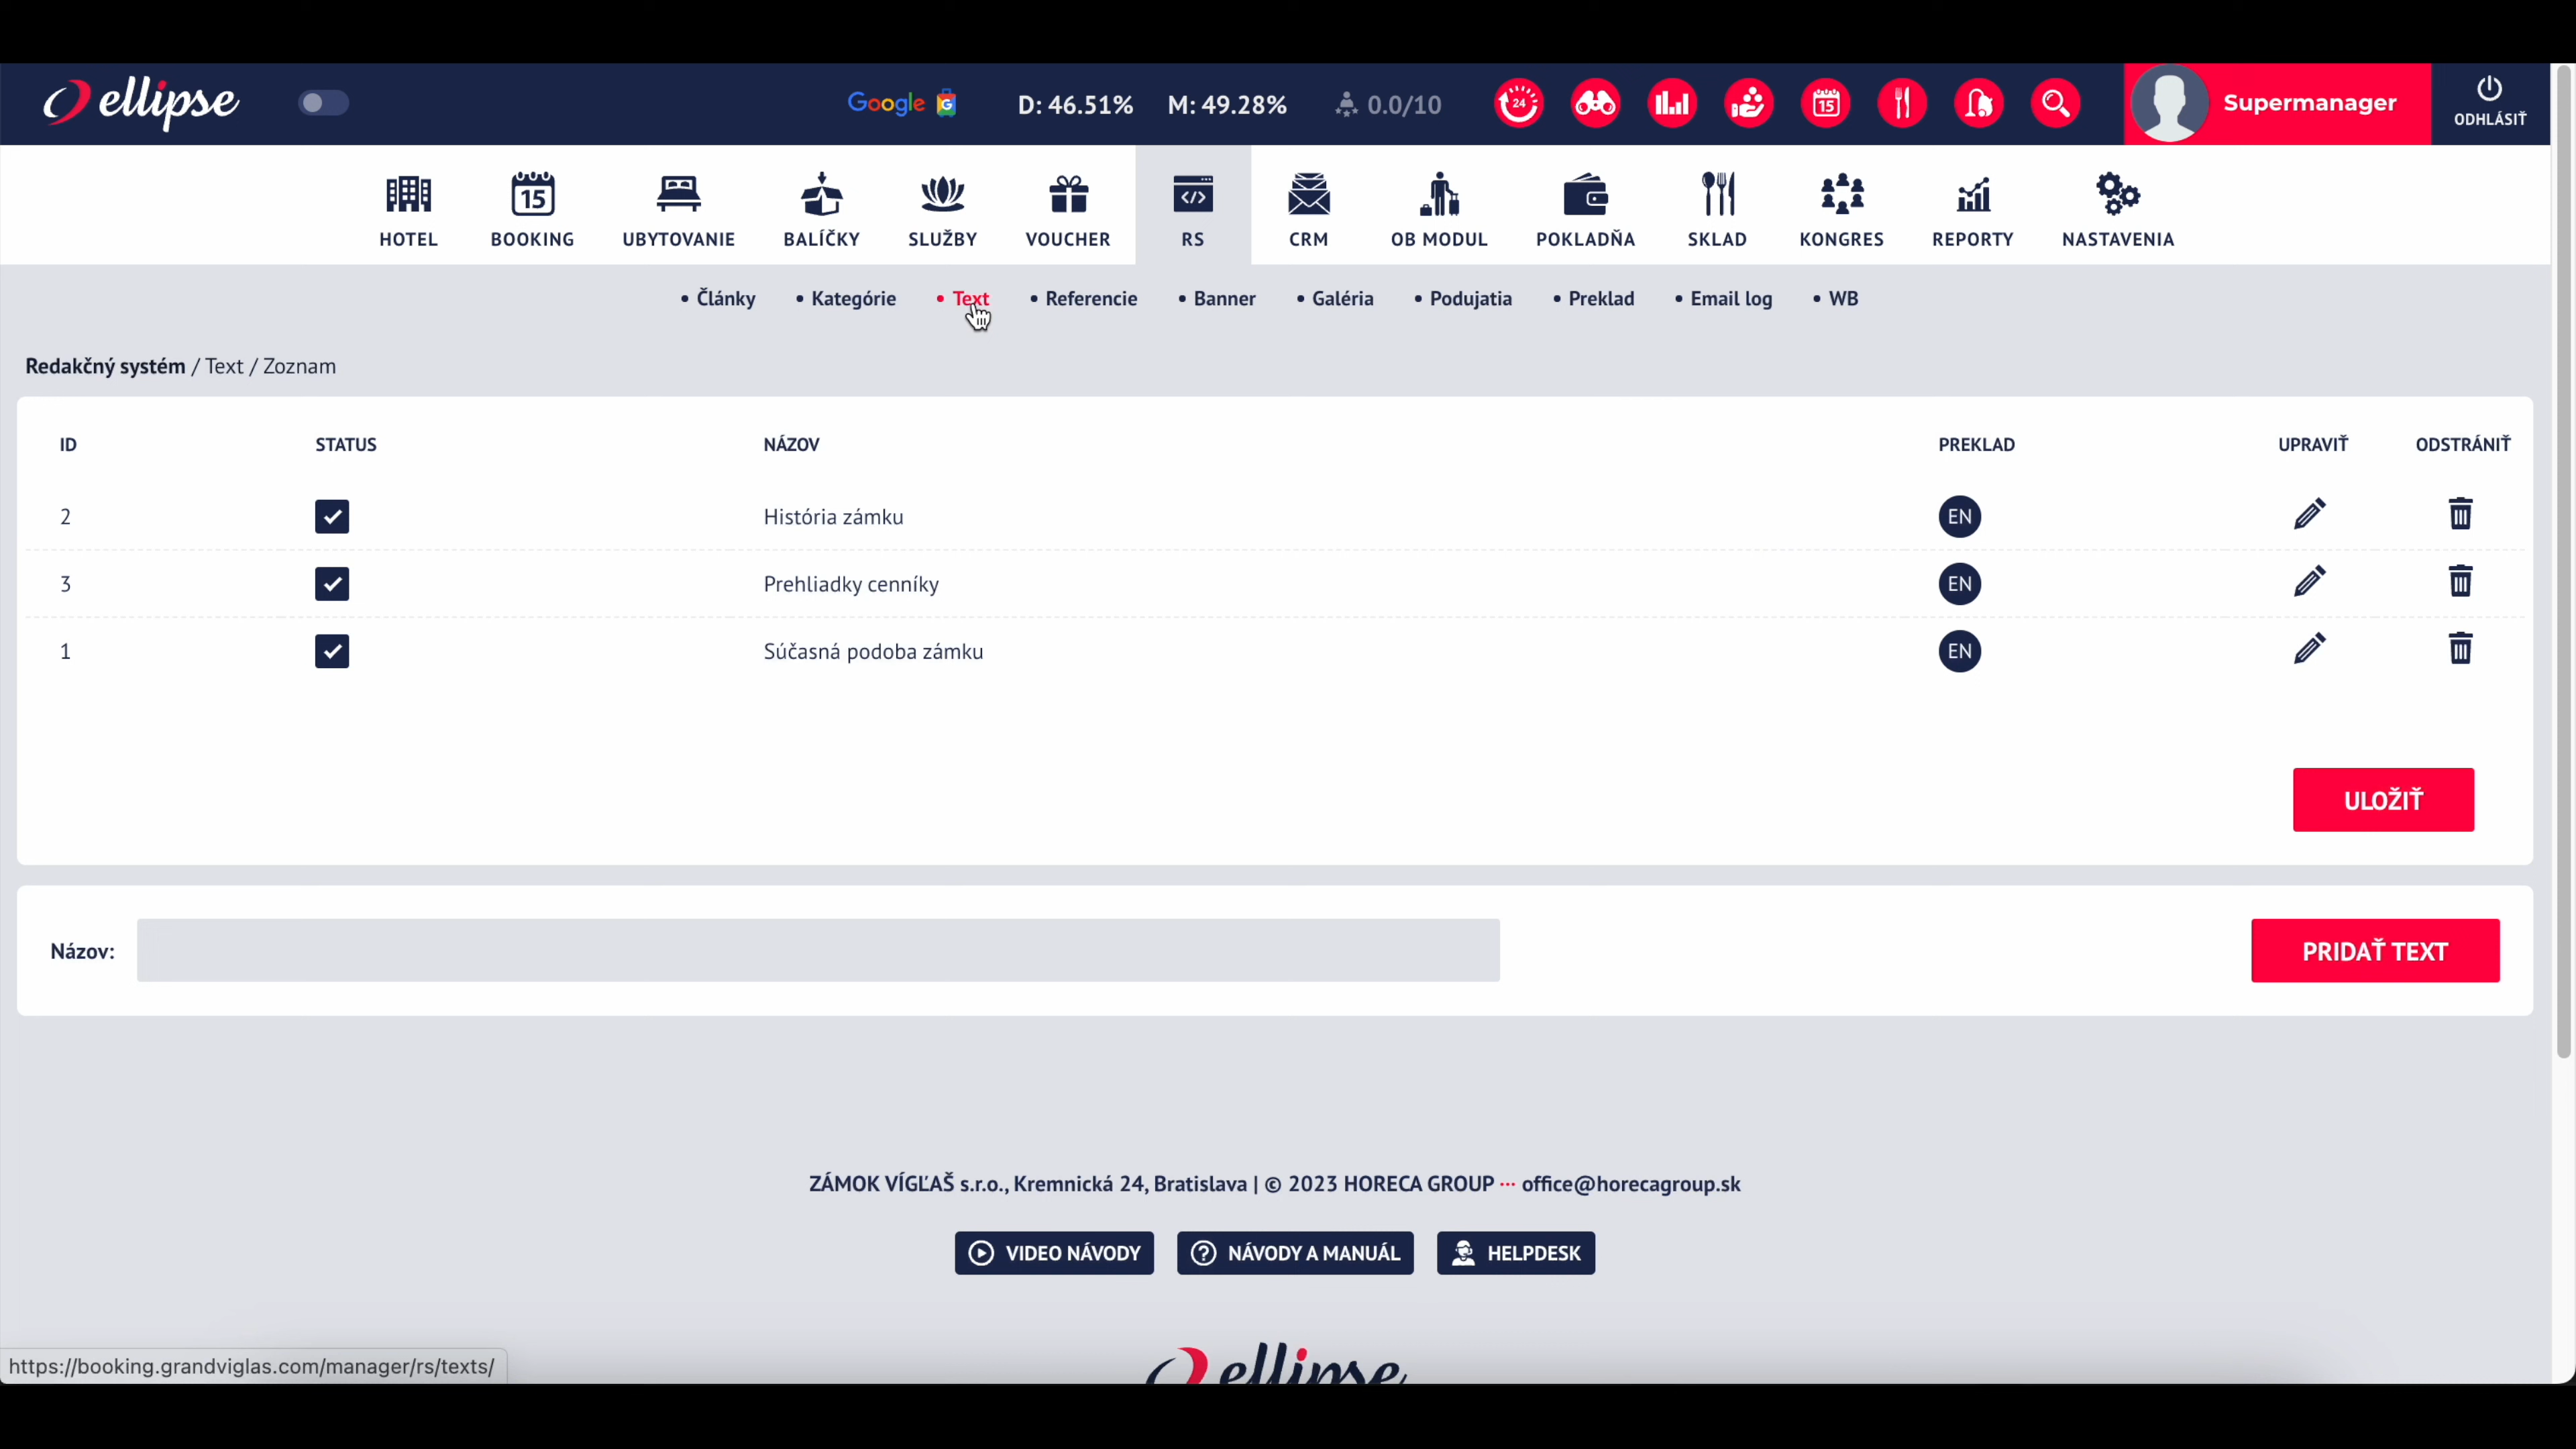 ellipse
Google G D: 46.51% M: 49.28% 0.0/10 24 15 Supermanager ODHLÁSIŤ
15 </>
HOTEL BOOKING UBYTOVANIE BALÍČKY SLUŽBY VOUCHER RS CRM OB MODUL POKLADŇA SKLAD KONGRES REPORTY NASTAVENIA
• Články • Kategórie • Text • Referencie • Banner • Galéria • Podujatia • Preklad • Email log • WB
Redakčný systém / Text / Zoznam
ID STATUS NÁZOV PREKLAD UPRAVIŤ ODSTRÁNIŤ
2 História zámku EN
3 Prehliadky cenníky EN
1 Súčasná podoba zámku EN
ULOŽIŤ
Názov: PRIDAŤ TEXT
ZÁMOK VÍGĽAŠ s.r.o., Kremnická 24, Bratislava | © 2023 HORECA GROUP ··· office@horecagroup.sk
VIDEO NÁVODY ? NÁVODY A MANUÁL HELPDESK
https://booking.grandviglas.com/manager/rs/texts/
ellipse